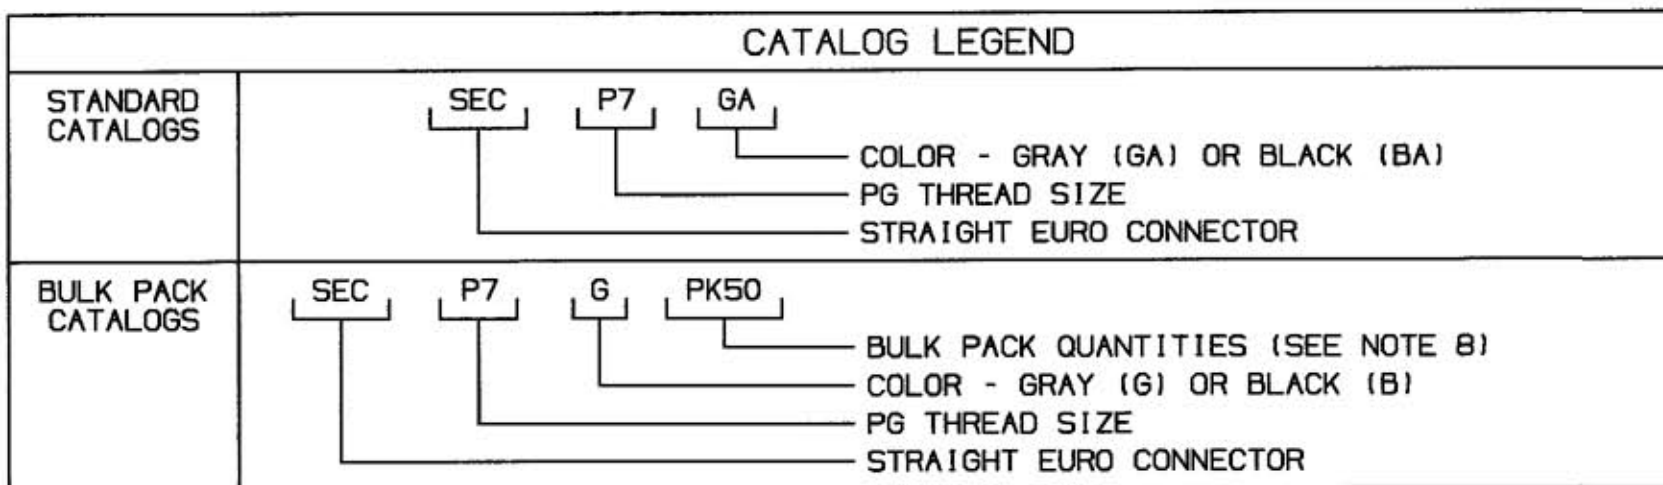 CATALOG LEGEND
STANDARD
CATALOGS
SEC P7 GA
COLOR - GRAY (GA) OR BLACK (BA)
PG THREAD SIZE
STRAIGHT EURO CONNECTOR
BULK PACK
CATALOGS
SEC P7 G PK50
BULK PACK QUANTITIES (SEE NOTE 8)
COLOR - GRAY (G) OR BLACK (B)
PG THREAD SIZE
STRAIGHT EURO CONNECTOR